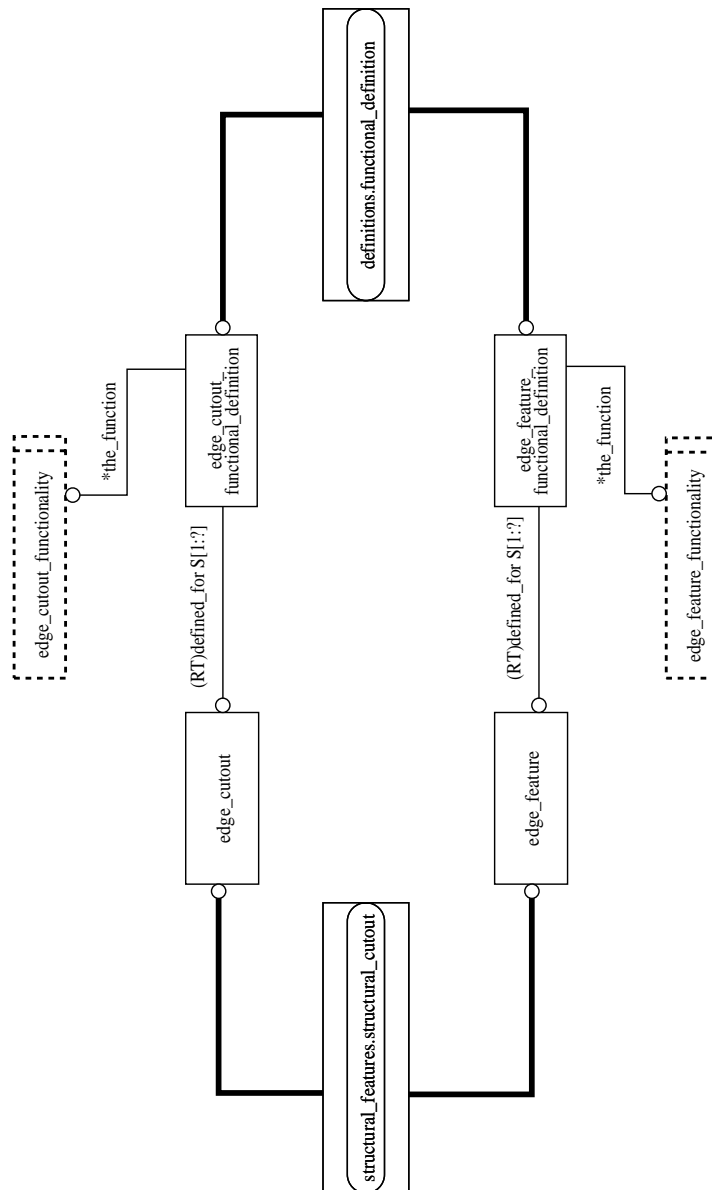 edge_cutout_functionality
*the_function
edge_cutout
(RT)defined_for S[1:?]
edge_cutout_
functional_definition
structural_features.structural_cutout
definitions.functional_definition
edge_feature
(RT)defined_for S[1:?]
edge_feature_
functional_definition
*the_function
edge_feature_functionality